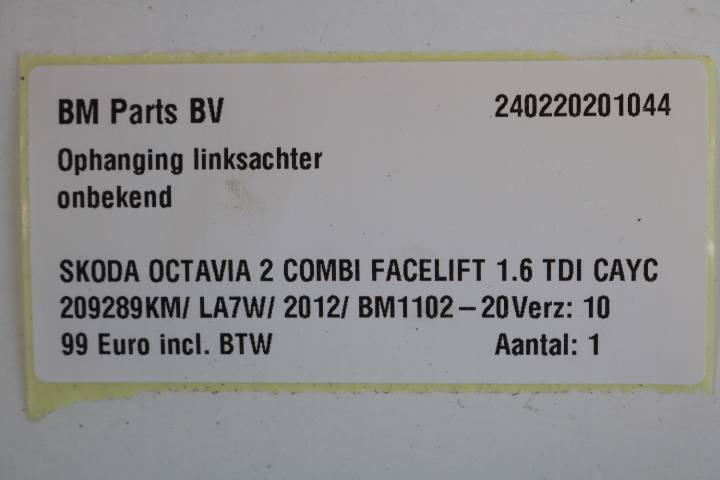 BM Parts BV 240220201044
Ophanging linksachter
onbekend
SKODA OCTAVIA 2 COMBI FACELIFT 1.6 TDI CAYC
209289KM/ LA7W/ 2012/ BM1102-20Verz: 10
99 Euro incl. BTW Aantal: 1